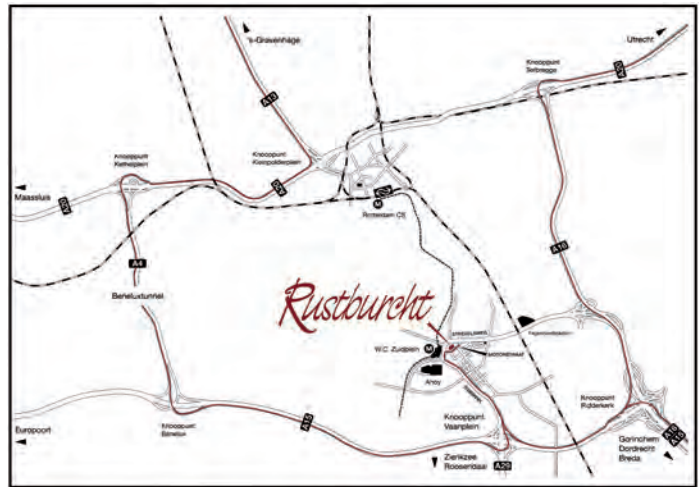 's-Gravenhage
Utrecht
Knooppunt
A20
A13
Knooppunt
Kleinpolderplein
Knooppunt
Kethelplein
A20
Maassluis
A20
M
Rotterdam CS
A4
A16
Beneluxtunnel
Rustburcht
W.C. Zuidplein
M
Ahoy
Knooppunt
Ridderkerk
Knooppunt
Vaanplein
Knooppunt
Benelux
A15
Europoort
Zierikzee
Roosendaal
A29
Gorinchem
Dordrecht
Breda
A16